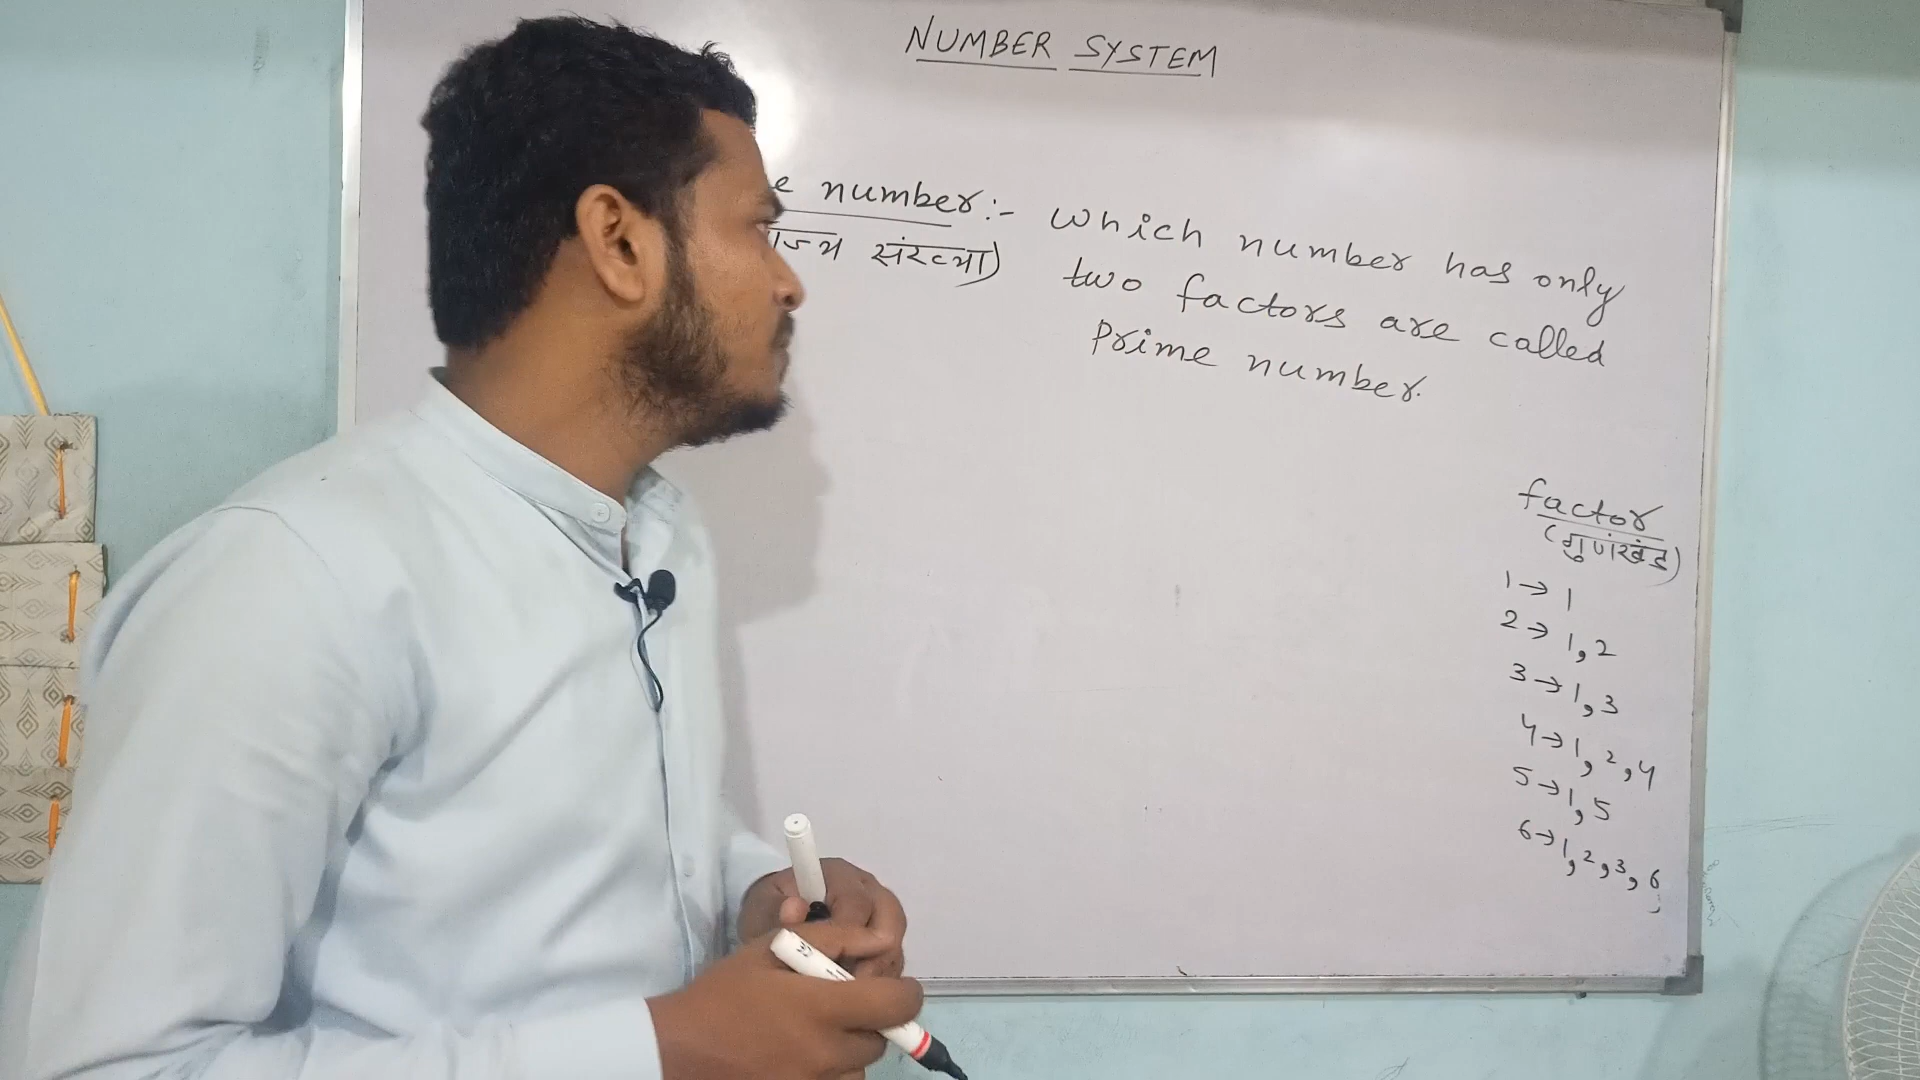 NUMBER SYSTEM
e number:- which number has only
ाज्य संख्या) two factors are called
Prime number.
factor
(गुणंखंड)
1→ 1
2→ 1,2
3→ 1,3
4→ 1,2,4
5→ 1,5
6→ 1,2,3,6